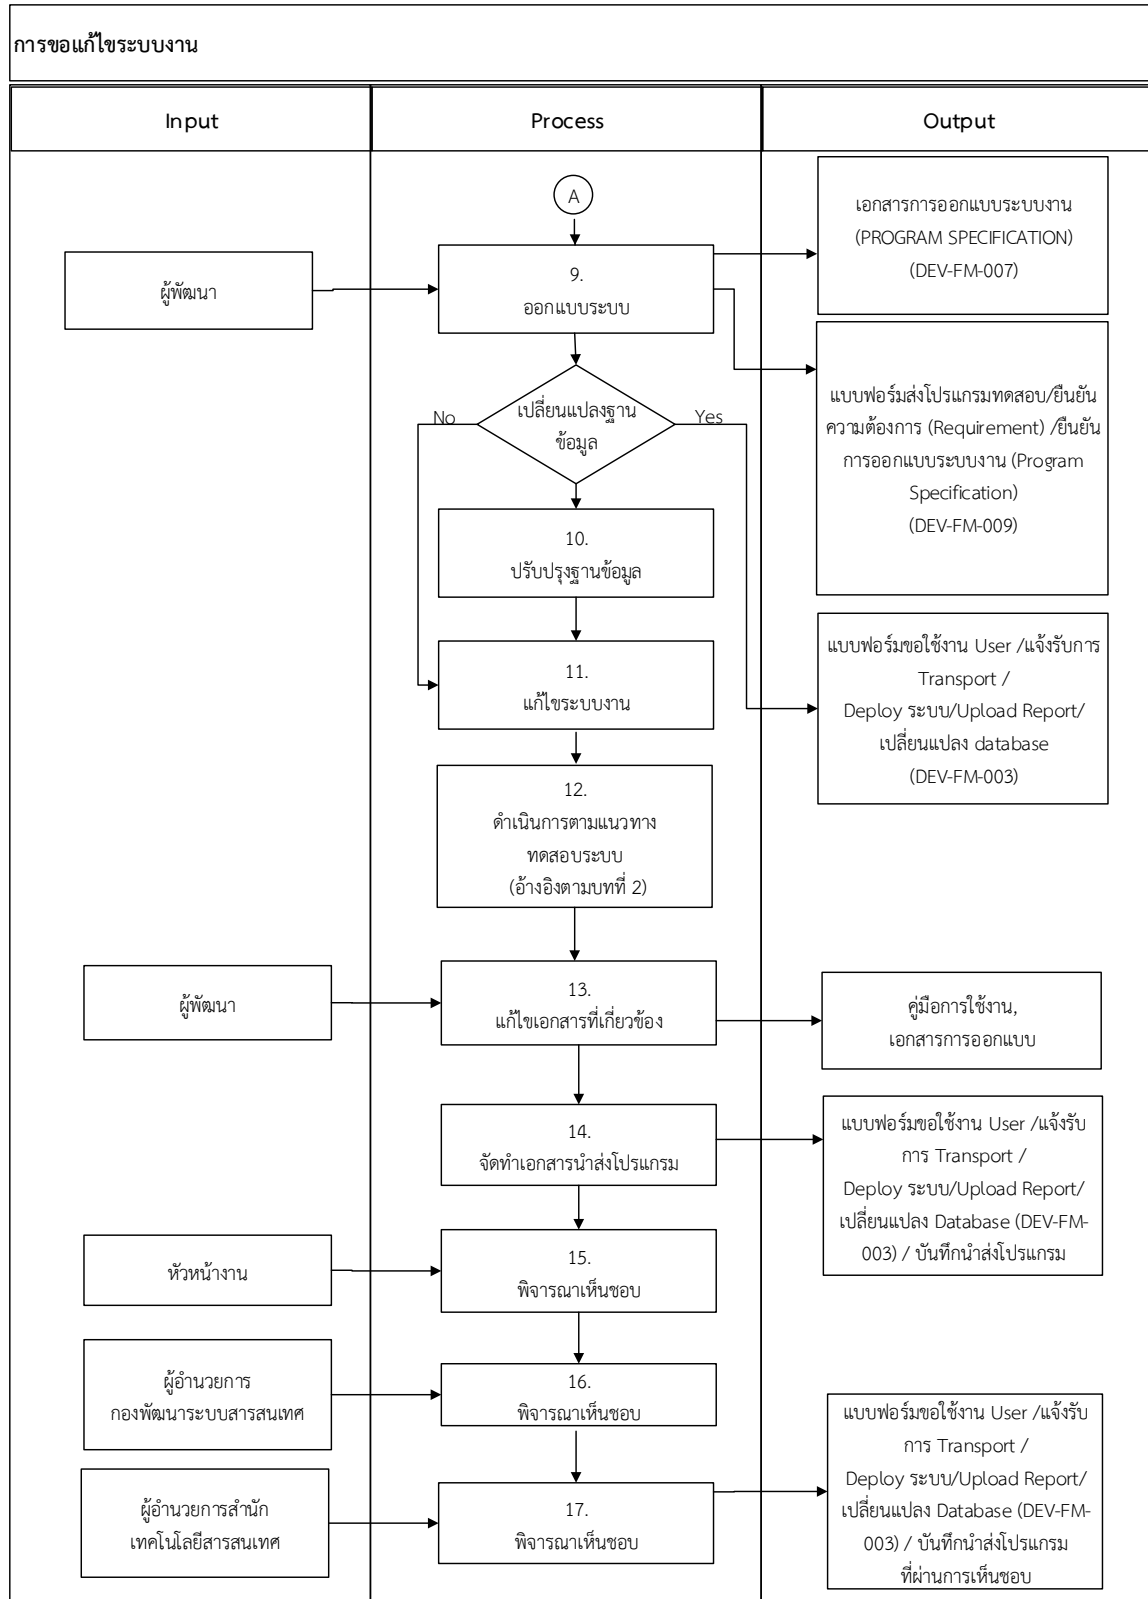 การขอแก้ไขระบบงาน
Input
Process
Output
A
ผู้พัฒนา
9.
ออกแบบระบบ
เอกสารการออกแบบระบบงาน
(PROGRAM SPECIFICATION)
(DEV-FM-007)
แบบฟอร์มส่งโปรแกรมทดสอบ/ยืนยัน
ความต้องการ (Requirement) /ยืนยัน
การออกแบบระบบงาน (Program
Specification)
(DEV-FM-009)
No
เปลี่ยนแปลงฐาน
ข้อมูล
Yes
10.
ปรับปรุงฐานข้อมูล
11.
แก้ไขระบบงาน
แบบฟอร์มขอใช้งาน User /แจ้งรับการ
Transport /
Deploy ระบบ/Upload Report/
เปลี่ยนแปลง database
(DEV-FM-003)
12.
ดำเนินการตามแนวทาง
ทดสอบระบบ
(อ้างอิงตามบทที่ 2)
ผู้พัฒนา
13.
แก้ไขเอกสารที่เกี่ยวข้อง
คู่มือการใช้งาน,
เอกสารการออกแบบ
14.
จัดทำเอกสารนำส่งโปรแกรม
แบบฟอร์มขอใช้งาน User /แจ้งรับ
การ Transport /
Deploy ระบบ/Upload Report/
เปลี่ยนแปลง Database (DEV-FM-
003) / บันทึกนำส่งโปรแกรม
หัวหน้างาน
15.
พิจารณาเห็นชอบ
ผู้อำนวยการ
กองพัฒนาระบบสารสนเทศ
16.
พิจารณาเห็นชอบ
ผู้อำนวยการสำนัก
เทคโนโลยีสารสนเทศ
17.
พิจารณาเห็นชอบ
แบบฟอร์มขอใช้งาน User /แจ้งรับ
การ Transport /
Deploy ระบบ/Upload Report/
เปลี่ยนแปลง Database (DEV-FM-
003) / บันทึกนำส่งโปรแกรม
ที่ผ่านการเห็นชอบ